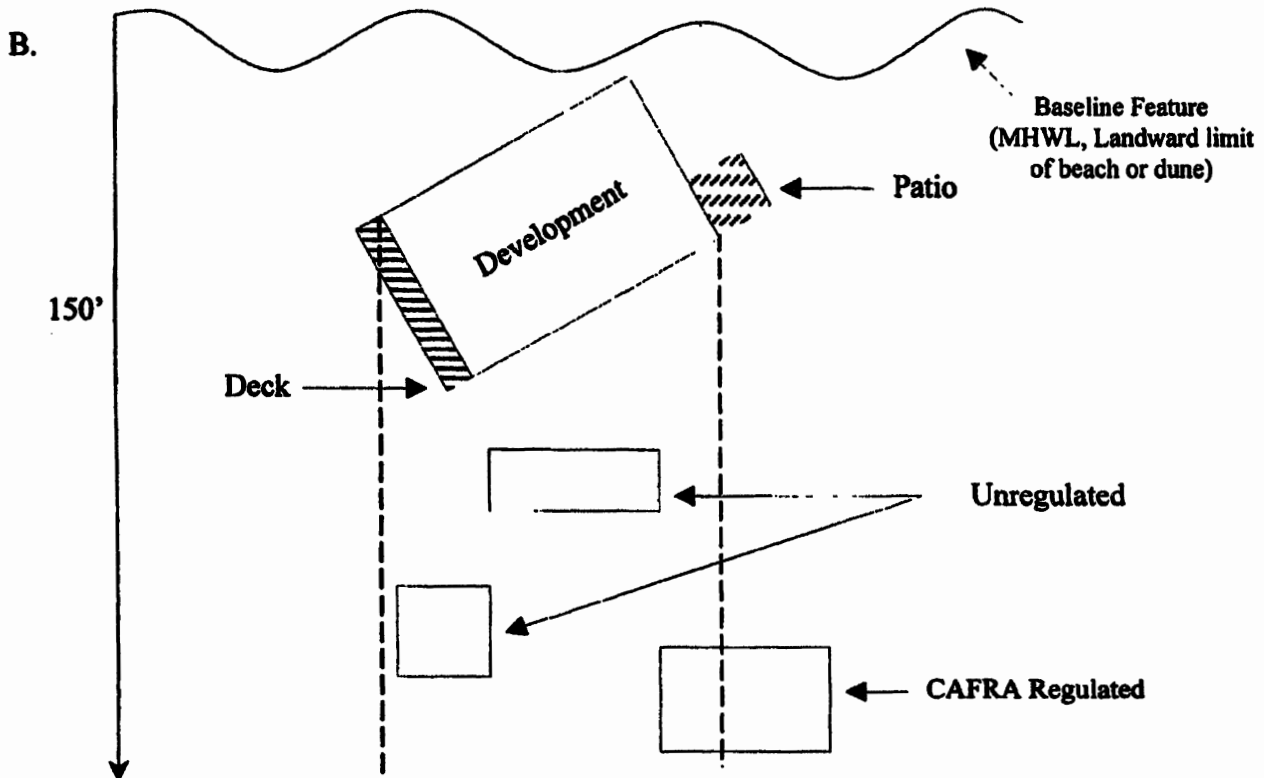 B.
Baseline Feature
(MHWL, Landward limit
of beach or dune)
Patio
Development
150'
Deck
Unregulated
CAFRA Regulated